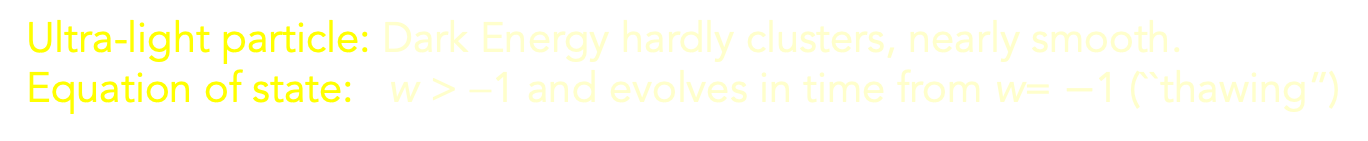 Ultra-light particle: Dark Energy hardly clusters, nearly smooth.
Equation of state: w > –1 and evolves in time from w= —1 (``thawing”)